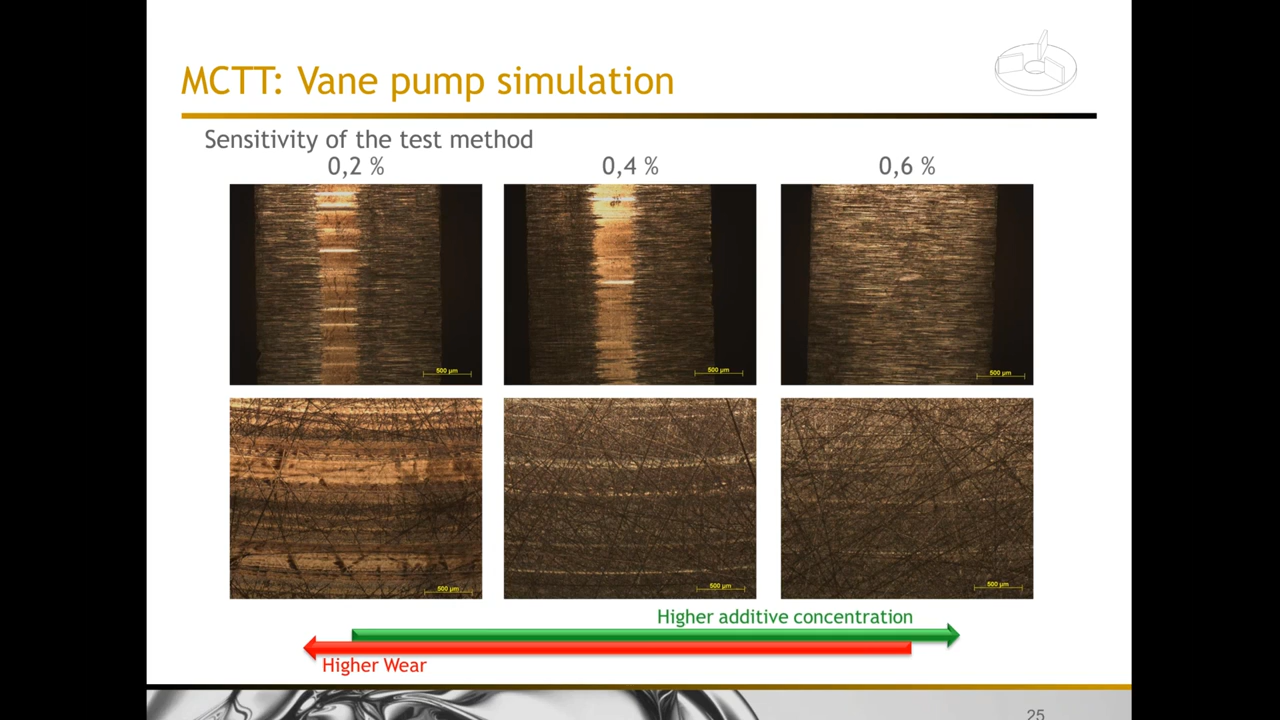 MCTT: Vane pump simulation
Sensitivity of the test method
0,2 %
0,4 %
0,6 %
500 µm
500 µm
500 µm
500 µm
500 µm
500 µm
Higher additive concentration
Higher Wear
25